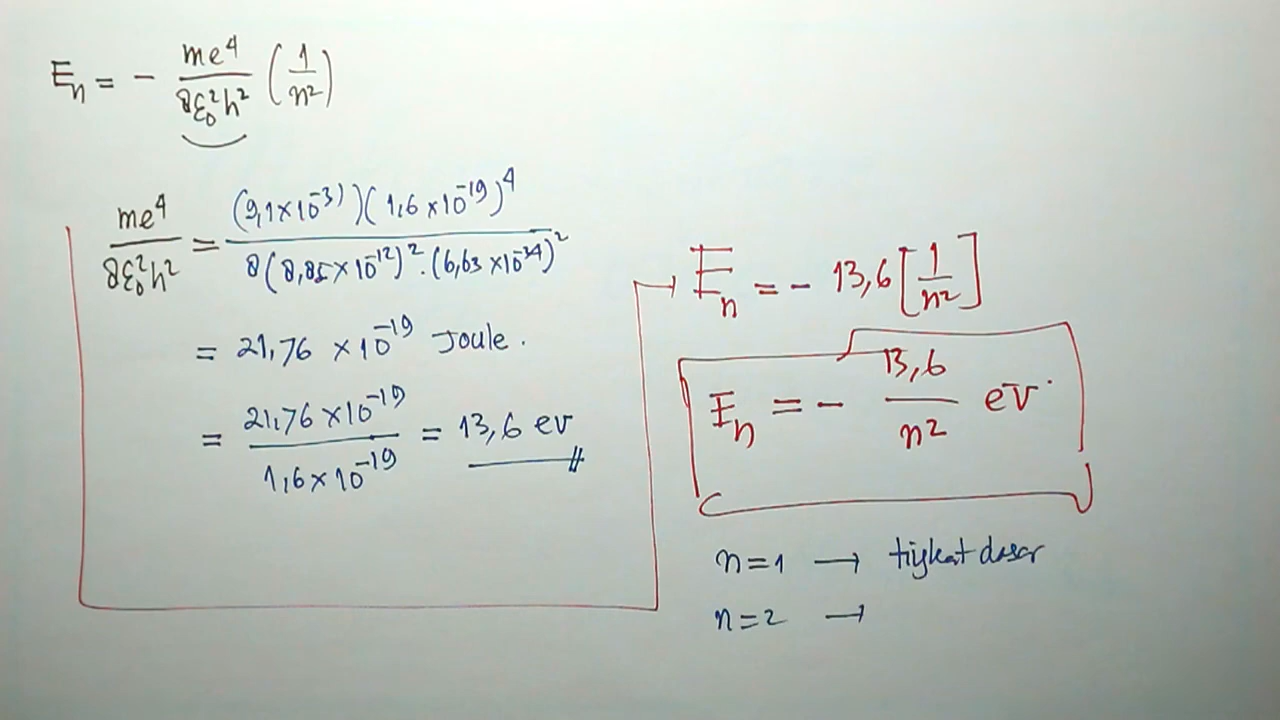 Eₙ = - me⁴/8ε₀²h² (1/n²)
me⁴/8ε₀²h² = (9,1×10⁻³¹)(1,6×10⁻¹⁹)⁴/8(8,85×10⁻¹²)².(6,63×10⁻³⁴)²
= 21,76 ×10⁻¹⁹ Joule.
= 21,76×10⁻¹⁹/1,6×10⁻¹⁹ = 13,6 ev
→ Eₙ = - 13,6 [1/n²]
Eₙ = - 13,6/n² eV
n=1 → tingkat dasar
n=2 →